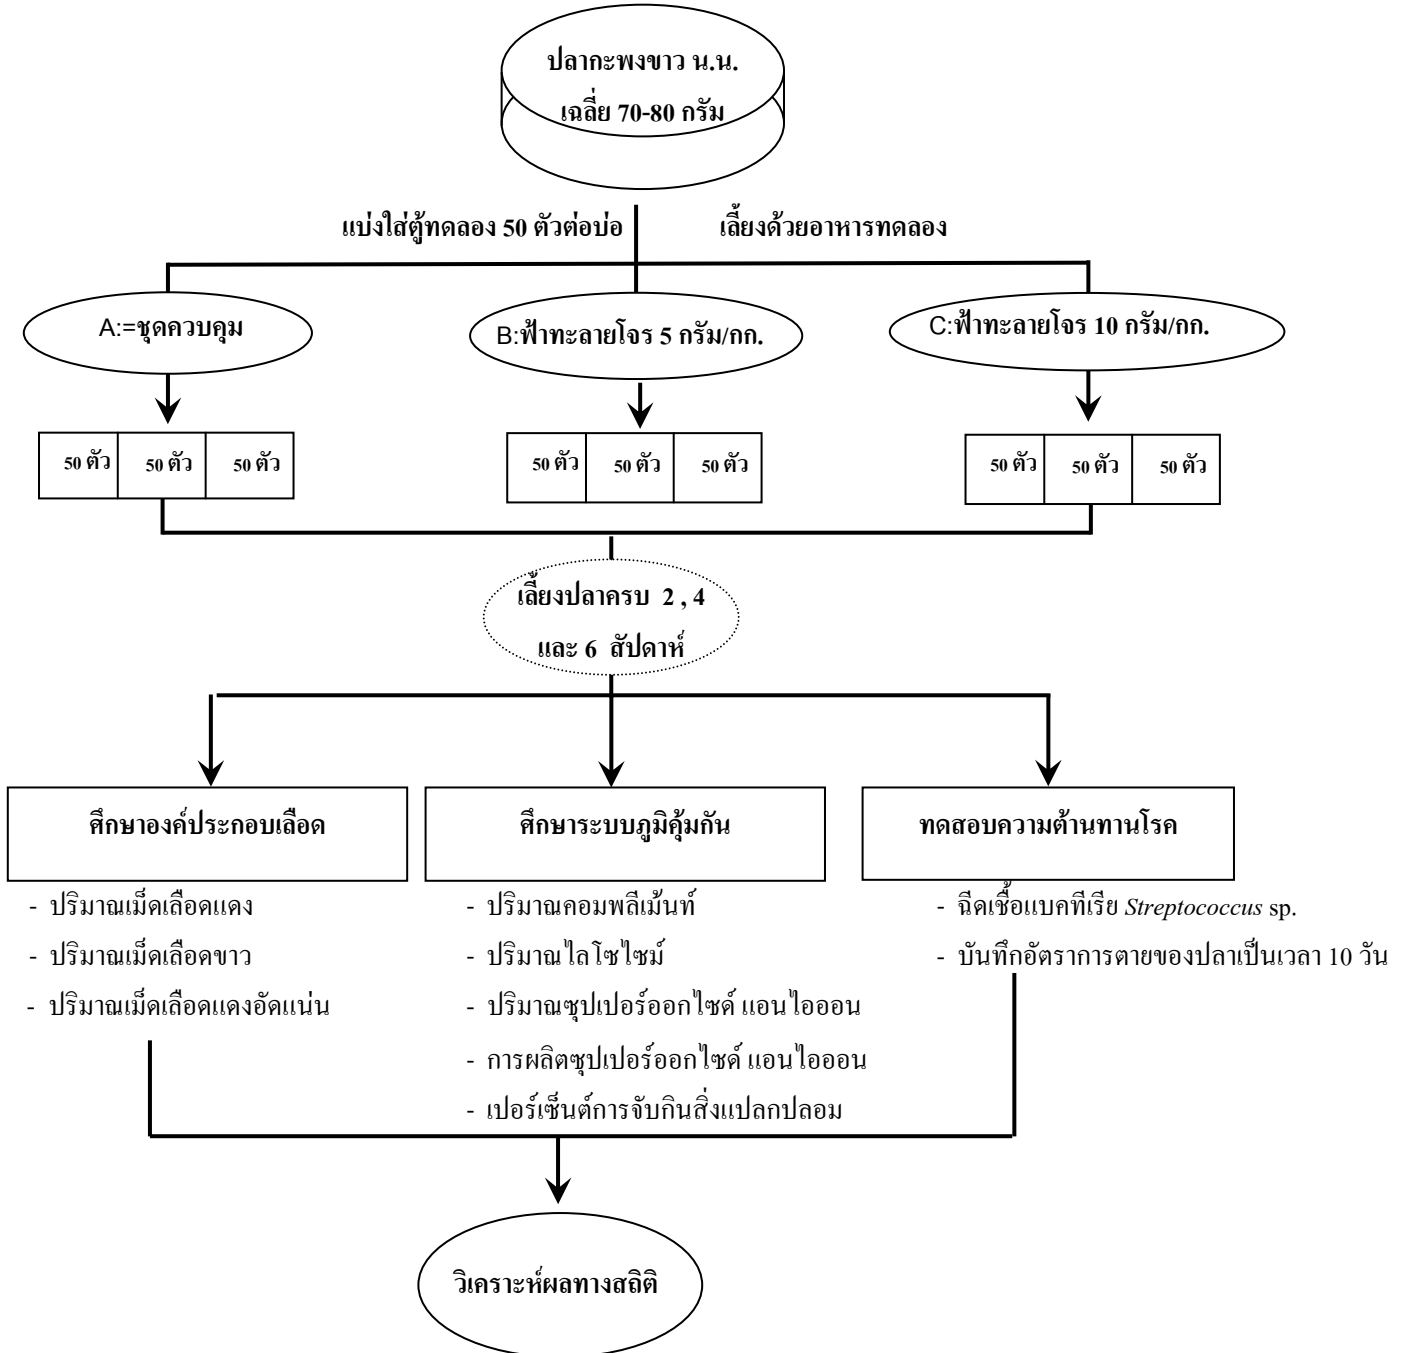 ปลากะพงขาว น.น.
เฉลี่ย 70-80 กรัม
แบ่งใส่ตู้ทดลอง 50 ตัวต่อบ่อ
เลี้ยงด้วยอาหารทดลอง
A:=ชุดควบคุม
B:ฟ้าทะลายโจร 5 กรัม/กก.
C:ฟ้าทะลายโจร 10 กรัม/กก.
50 ตัว 50 ตัว 50 ตัว
50 ตัว 50 ตัว 50 ตัว
50 ตัว 50 ตัว 50 ตัว
เลี้ยงปลาครบ 2 , 4
และ 6 สัปดาห์
ศึกษาองค์ประกอบเลือด
- ปริมาณเม็ดเลือดแดง
- ปริมาณเม็ดเลือดขาว
- ปริมาณเม็ดเลือดแดงอัดแน่น
ศึกษาระบบภูมิคุ้มกัน
- ปริมาณคอมพลีเม้นท์
- ปริมาณไลโซไซม์
- ปริมาณซุปเปอร์ออกไซด์ แอนไอออน
- การผลิตซุปเปอร์ออกไซด์ แอนไอออน
- เปอร์เซ็นต์การจับกินสิ่งแปลกปลอม
ทดสอบความต้านทานโรค
- ฉีดเชื้อแบคทีเรีย Streptococcus sp.
- บันทึกอัตราการตายของปลาเป็นเวลา 10 วัน
วิเคราะห์ผลทางสถิติ